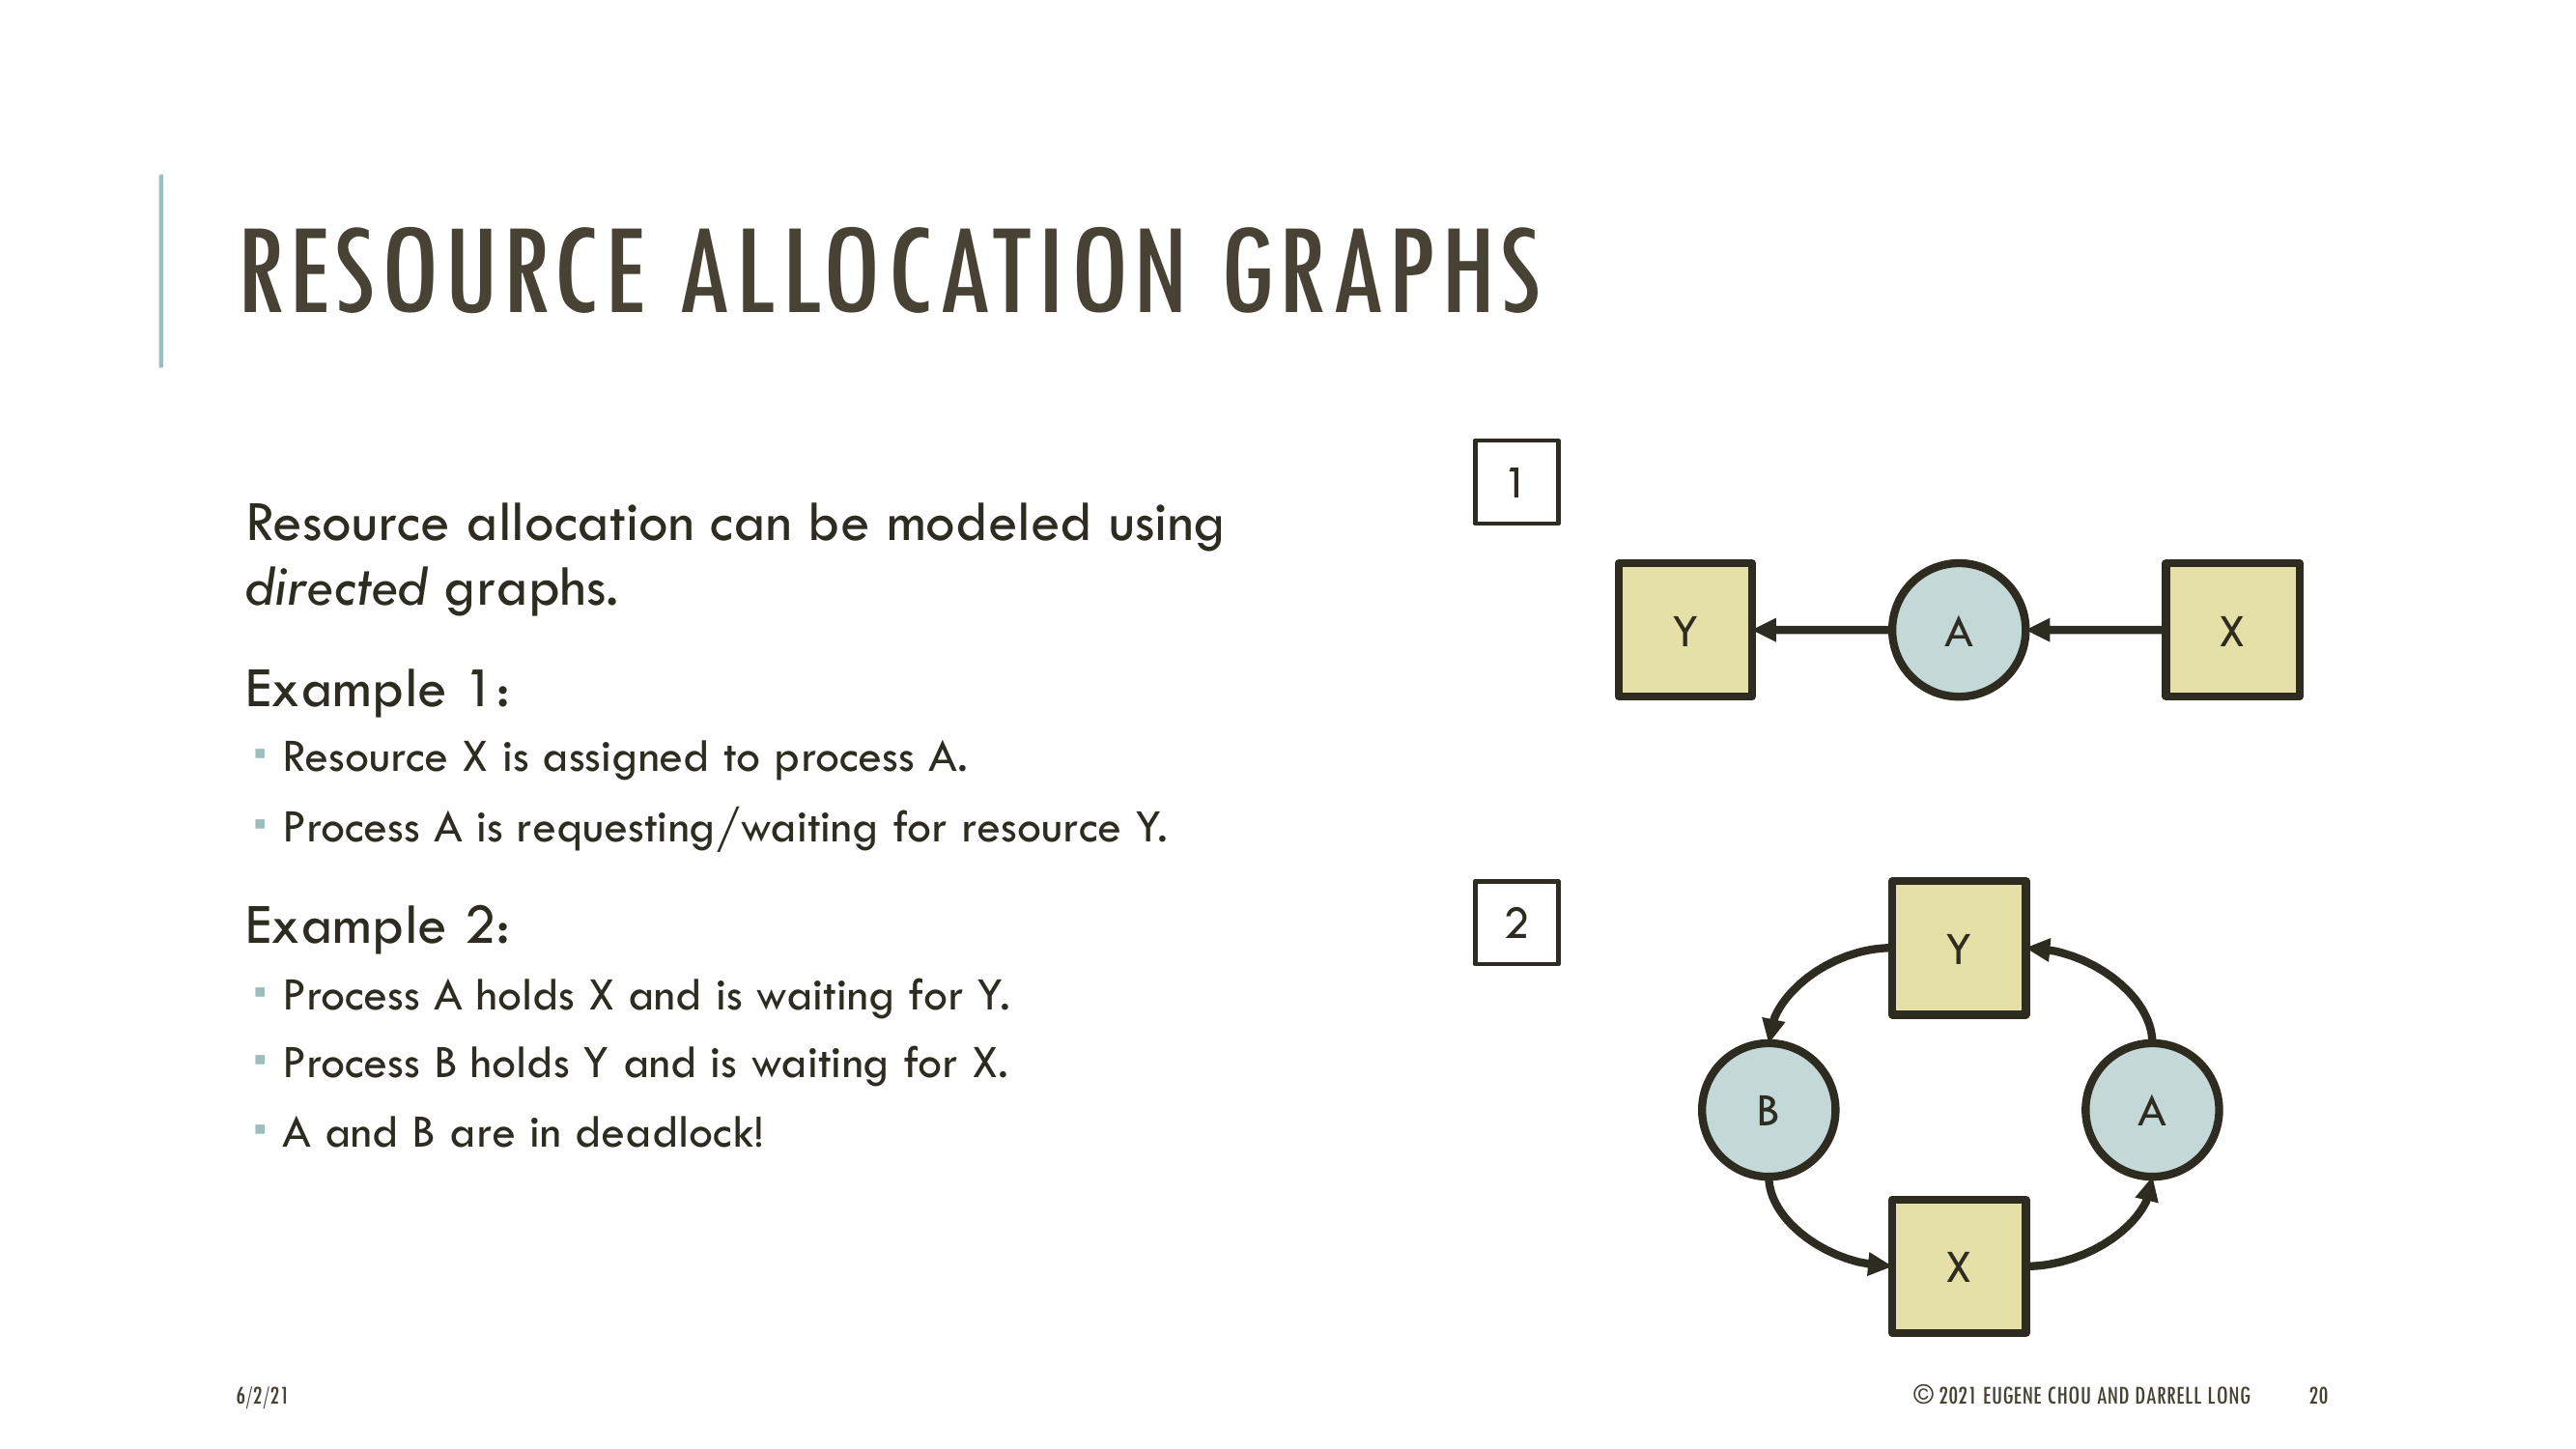 RESOURCE ALLOCATION GRAPHS
Resource allocation can be modeled using
directed graphs.
Example 1:
▪ Resource X is assigned to process A.
▪ Process A is requesting/waiting for resource Y.
Example 2:
▪ Process A holds X and is waiting for Y.
▪ Process B holds Y and is waiting for X.
▪ A and B are in deadlock!
1
Y A X
2
Y
B A
X
6/2/21 © 2021 EUGENE CHOU AND DARRELL LONG 20